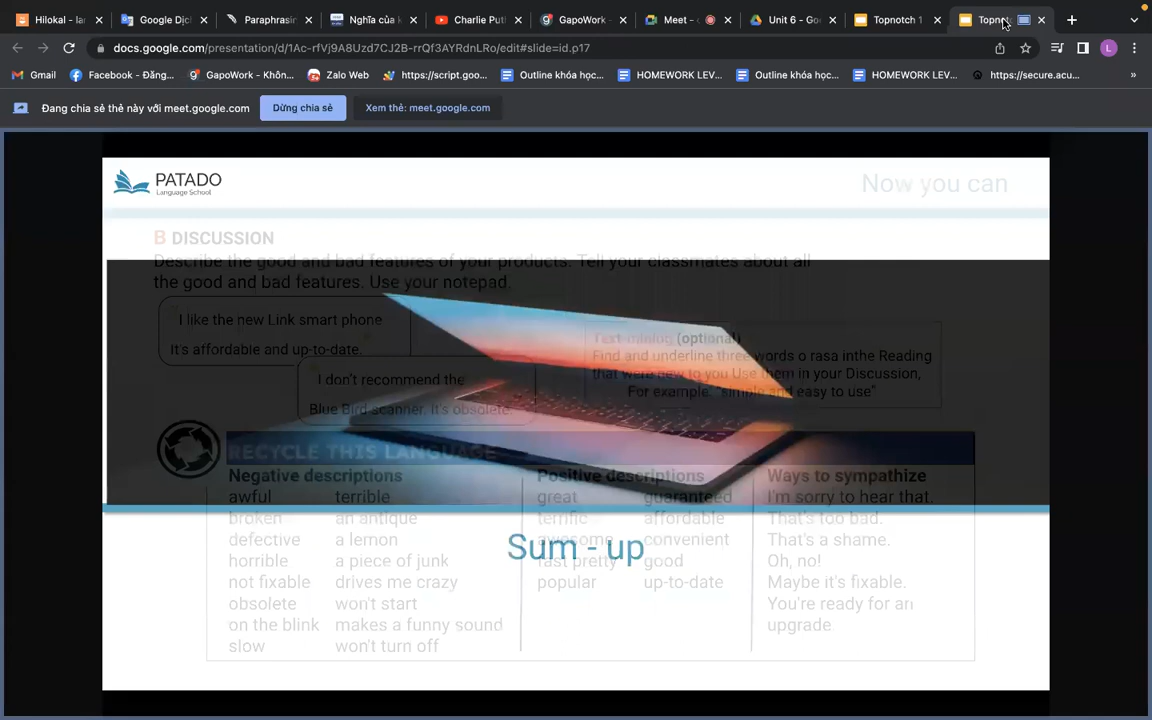 Hilokal - lan
Google Dịc
Paraphrasin
Nghĩa của
Charlie Puth
GapoWork -
Meet -
Unit 6 - Goo
Topnotch 1
Topno
docs.google.com/presentation/d/1Ac-rfVj9A8Uzd7CJ2B-rrQf3AYRdnLRo/edit#slide=id.p17
L
Gmail
Facebook - Đăng...
GapoWork - Khôn...
Zalo Web
https://script.goo...
Outline khóa học...
HOMEWORK LEV...
Outline khóa học...
HOMEWORK LEV...
https://secure.acu...
Đang chia sẻ thẻ này với meet.google.com
Dừng chia sẻ
Xem thẻ: meet.google.com
PATADO
Language School
Now you can
B DISCUSSION
Describe the good and bad features of your products. Tell your classmates about all
the good and bad features. Use your notepad.
I like the new Link smart phone
It's affordable and up-to-date.
I don't recommend the
Blue Bird scanner. It's obsolete.
Text-mining (optional)
Find and underline three words o rasa inthe Reading
that were new to you Use them in your Discussion,
For example. "simple and easy to use"
RECYCLE THIS LANGUAGE
Negative descriptions
awful terrible
broken an antique
defective a lemon
horrible a piece of junk
not fixable drives me crazy
obsolete won't start
on the blink makes a funny sound
slow won't turn off
Positive descriptions
great guaranteed
terrific affordable
awesome convenient
fast pretty good
popular up-to-date
Ways to sympathize
I'm sorry to hear that.
That's too bad.
That's a shame.
Oh, no!
Maybe it's fixable.
You're ready for an
upgrade.
Sum - up